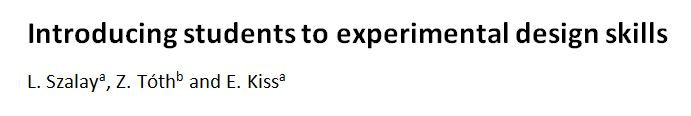 Introducing students to experimental design skills
L. Szalayᵃ, Z. Tóthᵇ and E. Kissᵃ